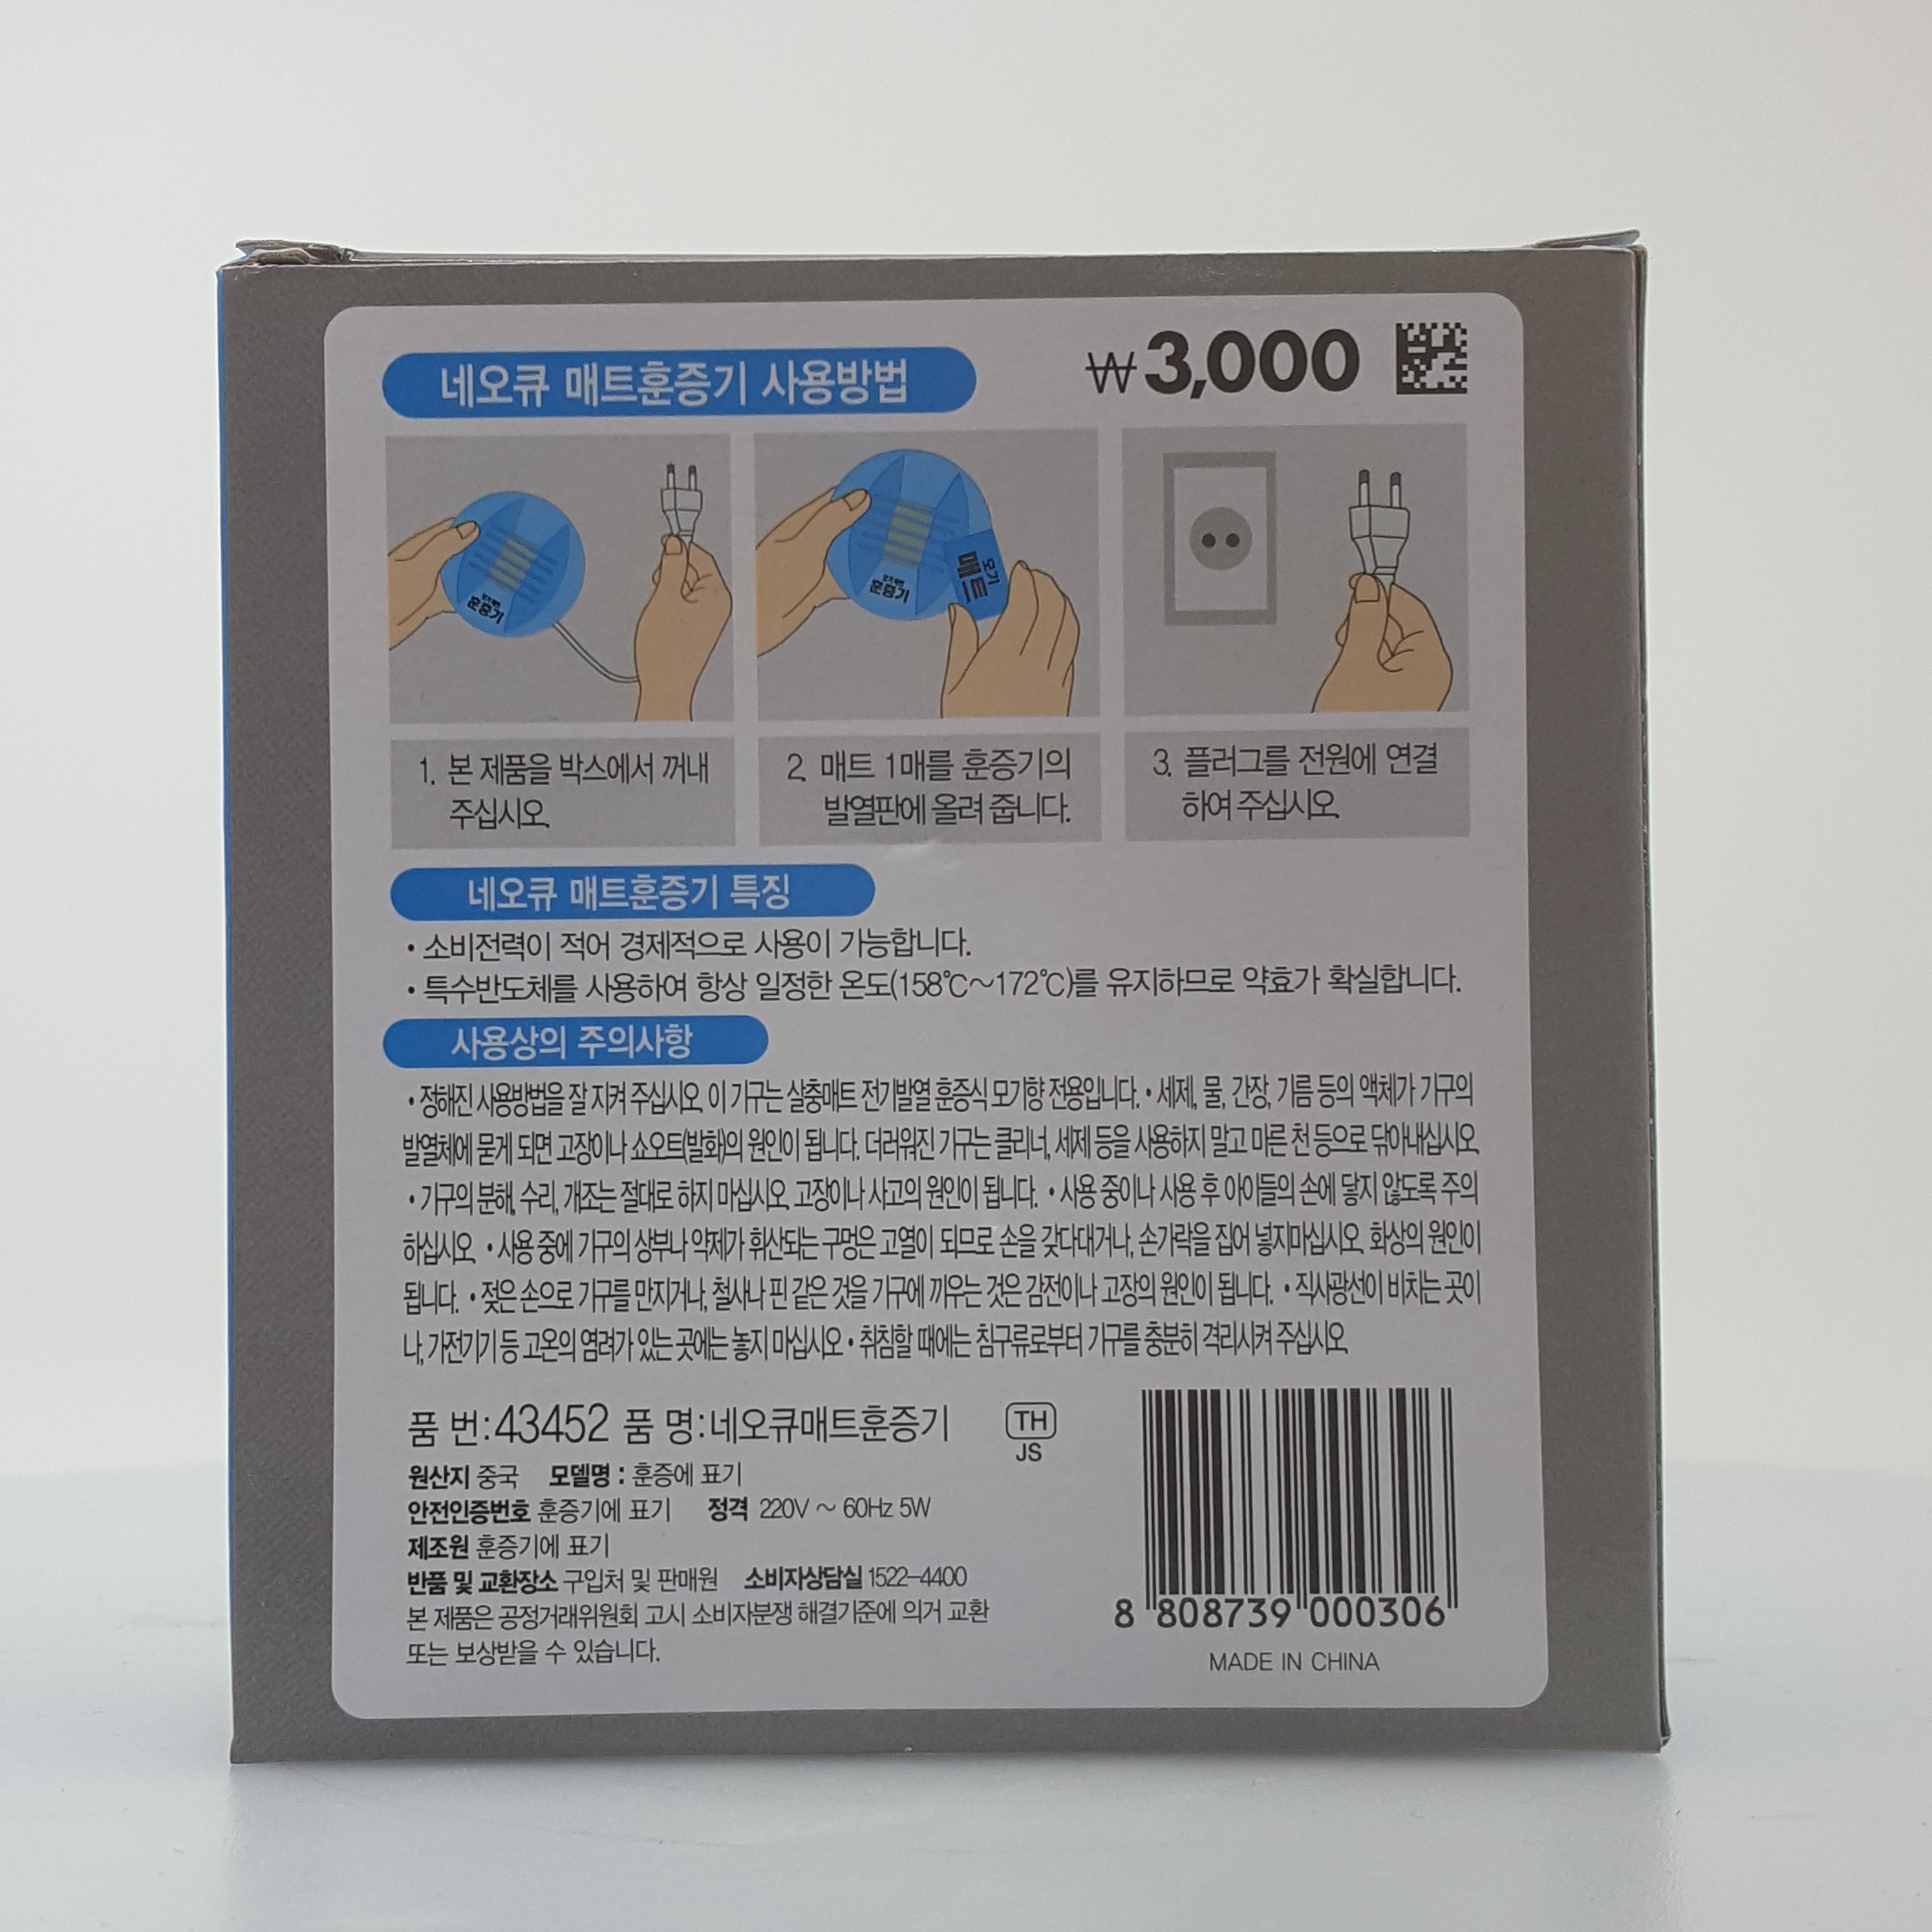 네오큐 매트훈증기 사용방법
₩3,000
훈증기
훈증기
모기
매트
1. 본 제품을 박스에서 꺼내
주십시오.
2. 매트 1매를 훈증기의
발열판에 올려 줍니다.
3. 플러그를 전원에 연결
하여 주십시오.
네오큐 매트훈증기 특징
• 소비전력이 적어 경제적으로 사용이 가능합니다.
• 특수반도체를 사용하여 항상 일정한 온도(158℃~172℃)를 유지하므로 약효가 확실합니다.
사용상의 주의사항
• 정해진 사용방법을 잘 지켜 주십시오. 이 기구는 살충매트 전기발열 훈증식 모기향 전용입니다. • 세제, 물, 간장, 기름 등의 액체가 기구의
발열체에 묻게 되면 고장이나 쇼오트(발화)의 원인이 됩니다. 더러워진 기구는 클리너, 세제 등을 사용하지 말고 마른 천 등으로 닦아내십시오.
• 기구의 분해, 수리, 개조는 절대로 하지 마십시오. 고장이나 사고의 원인이 됩니다. • 사용 중이나 사용 후 아이들의 손에 닿지 않도록 주의
하십시오. • 사용 중에 기구의 상부나 약제가 휘산되는 구멍은 고열이 되므로 손을 갖다대거나, 손가락을 집어 넣지마십시오. 화상의 원인이
됩니다. • 젖은 손으로 기구를 만지거나, 철사나 핀 같은 것을 기구에 끼우는 것은 감전이나 고장의 원인이 됩니다. • 직사광선이 비치는 곳이
나, 가전기기 등 고온의 염려가 있는 곳에는 놓지 마십시오 • 취침할 때에는 침구류로부터 기구를 충분히 격리시켜 주십시오.
품 번:43452 품 명:네오큐매트훈증기
TH
JS
원산지 중국 모델명 : 훈증에 표기
안전인증번호 훈증기에 표기 정격 220V ~ 60Hz 5W
제조원 훈증기에 표기
반품 및 교환장소 구입처 및 판매원 소비자상담실 1522-4400
본 제품은 공정거래위원회 고시 소비자분쟁 해결기준에 의거 교환
또는 보상받을 수 있습니다.
8 808739 000306
MADE IN CHINA